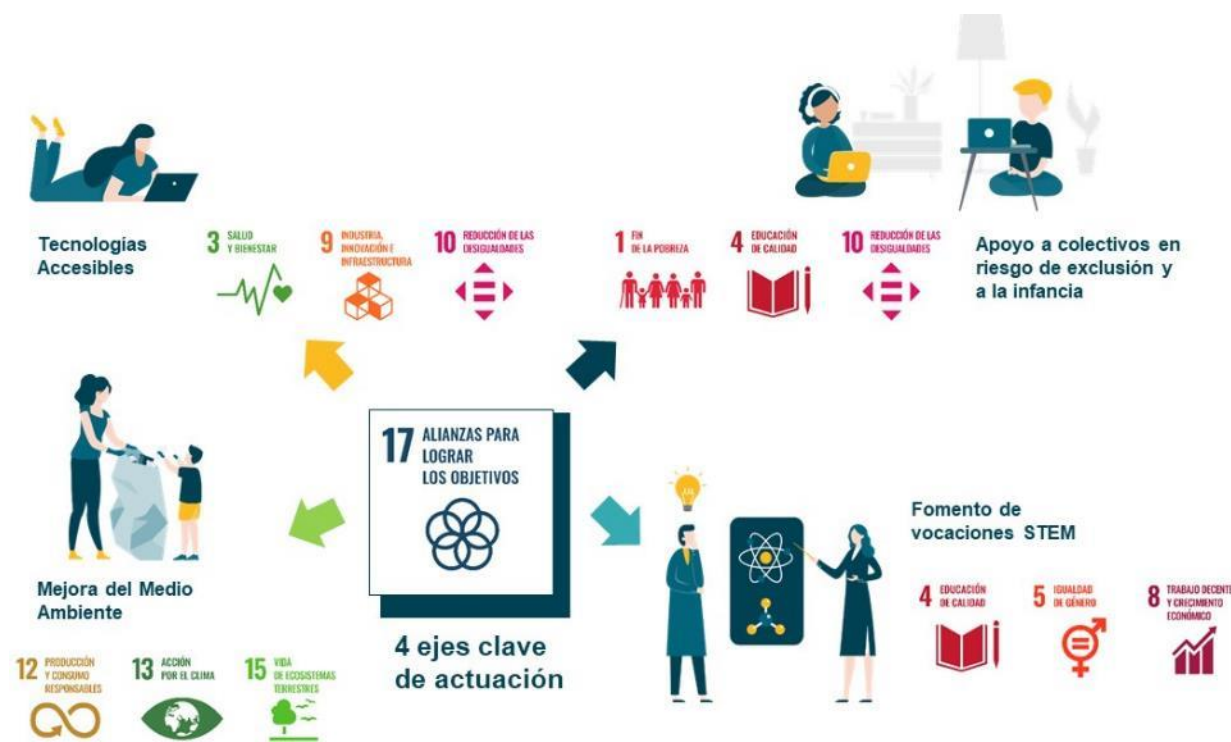 Tecnologías
Accesibles
3 SALUD
Y BIENESTAR
9 INDUSTRIA,
INNOVACIÓN E
INFRAESTRUCTURA
10 REDUCCIÓN DE LAS
DESIGUALDADES
1 FIN
DE LA POBREZA
4 EDUCACIÓN
DE CALIDAD
10 REDUCCIÓN DE LAS
DESIGUALDADES
Apoyo a colectivos en
riesgo de exclusión y
a la infancia
17 ALIANZAS PARA
LOGRAR
LOS OBJETIVOS
4 ejes clave
de actuación
Mejora del Medio
Ambiente
12 PRODUCCIÓN
Y CONSUMO
RESPONSABLES
13 ACCIÓN
POR EL CLIMA
15 VIDA
DE ECOSISTEMAS
TERRESTRES
Fomento de
vocaciones STEM
4 EDUCACIÓN
DE CALIDAD
5 IGUALDAD
DE GÉNERO
8 TRABAJO DECENTE
Y CRECIMIENTO
ECONÓMICO